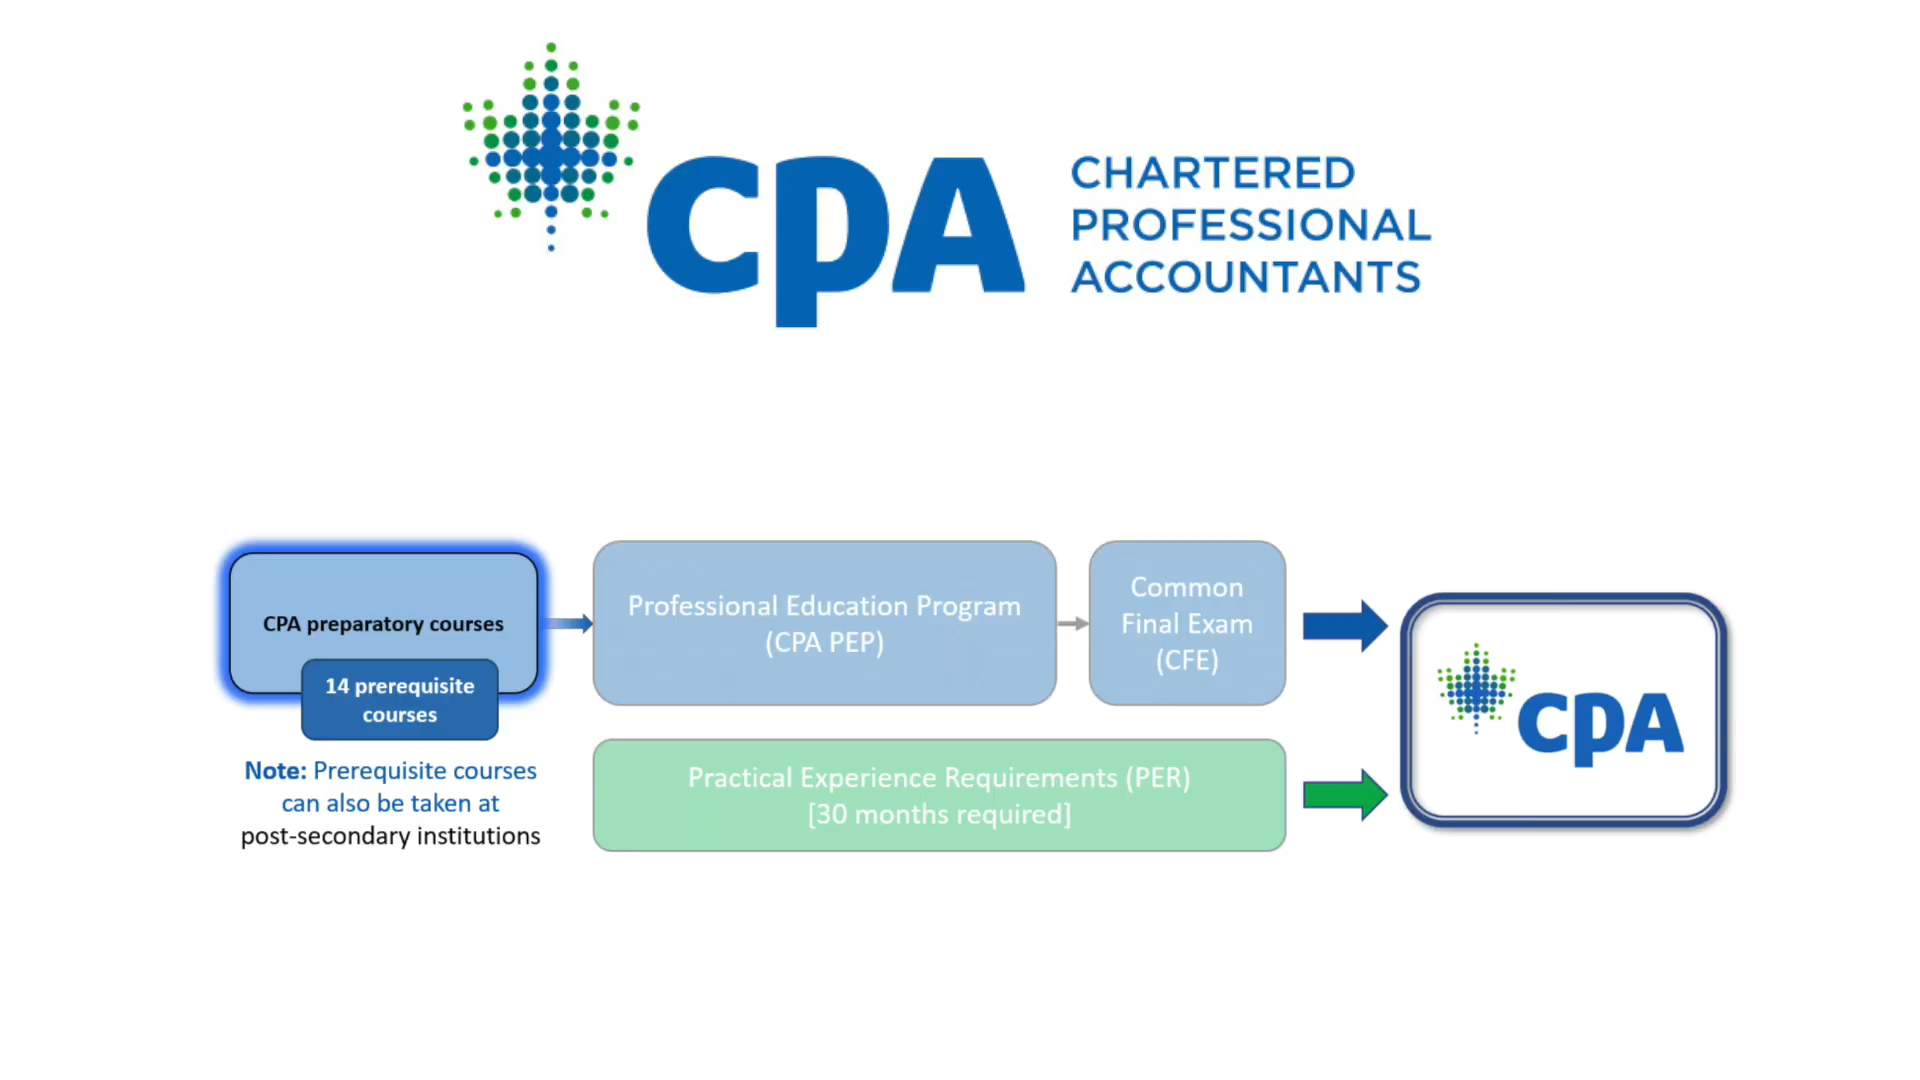 cpA
CHARTERED
PROFESSIONAL
ACCOUNTANTS
CPA preparatory courses
14 prerequisite
courses
Note: Prerequisite courses
can also be taken at
post-secondary institutions
Professional Education Program
(CPA PEP)
Common
Final Exam
(CFE)
Practical Experience Requirements (PER)
[30 months required]
cpA